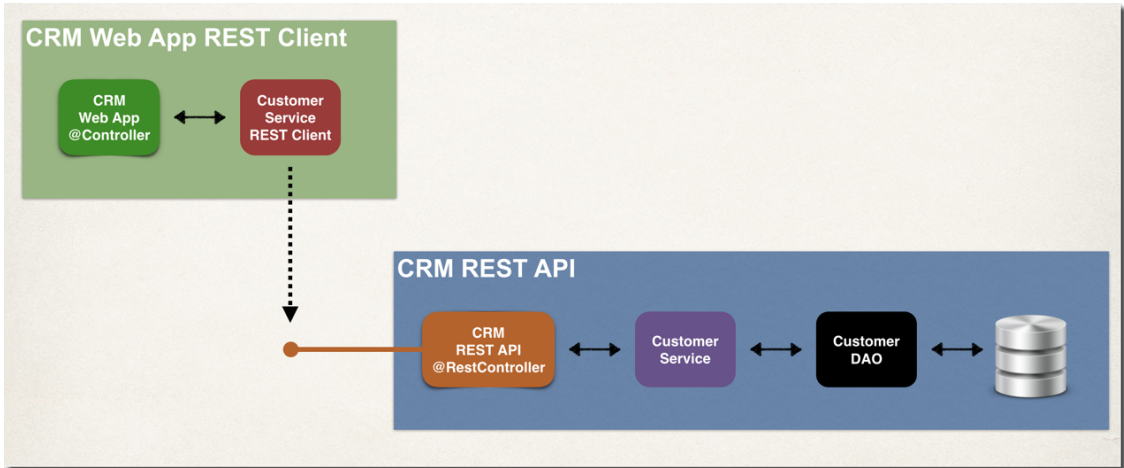 CRM Web App REST Client
CRM
Web App
@Controller
Customer
Service
REST Client
CRM REST API
CRM
REST API
@RestController
Customer
Service
Customer
DAO